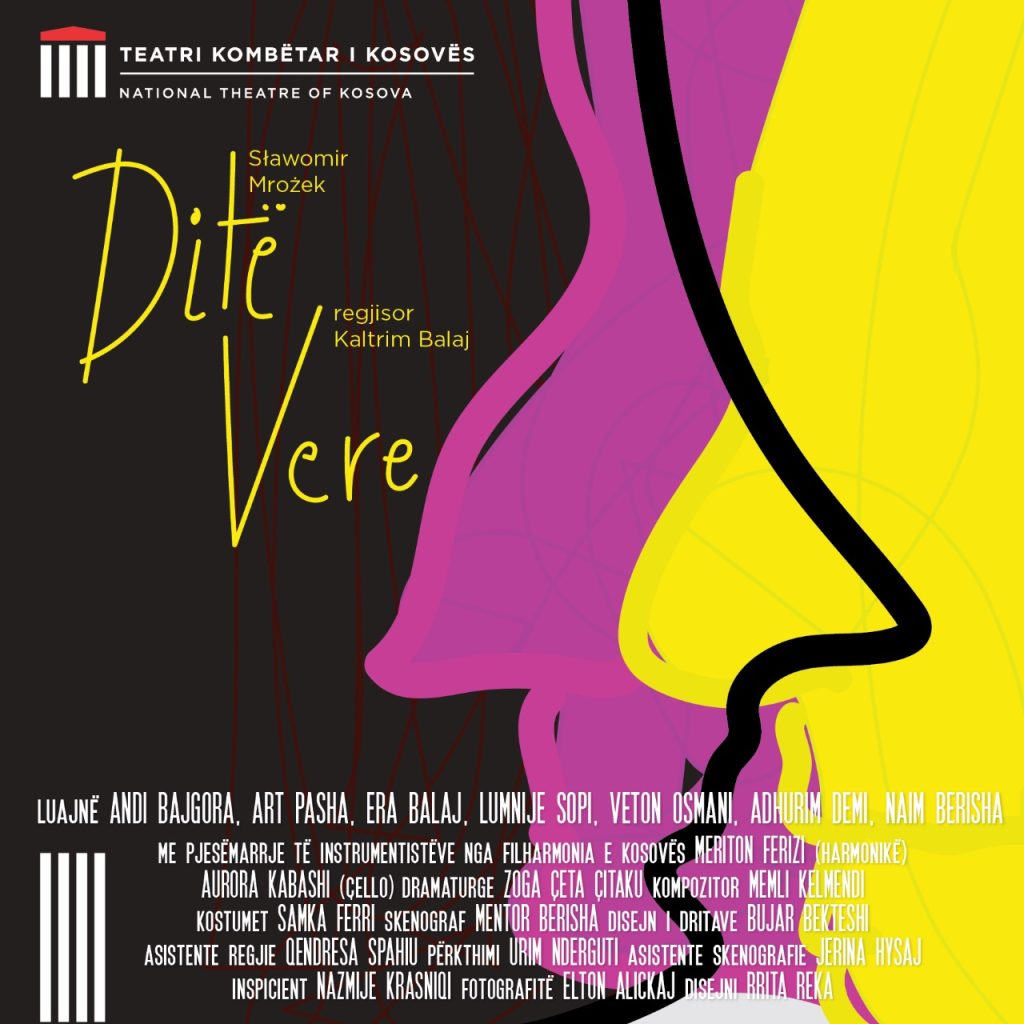 TEATRI KOMBËTAR I KOSOVËS
NATIONAL THEATRE OF KOSOVA
Sławomir
Mrożek
Ditë
regjisor
Kaltrim Balaj
Vere
LUAJNË ANDI BAJGORA, ART PASHA, ERA BALAJ, LUMNIJE SOPI, VETON OSMANI, ADHURIM DEMI, NAIM BERISHA
ME PJESËMARRJE TË INSTRUMENTISTËVE NGA FILHARMONIA E KOSOVËS MERITON FERIZI (HARMONIKË)
AURORA KABASHI (ÇELLO) DRAMATURGE ZOGA ÇETA ÇITAKU KOMPOZITOR MEMLI KELMENDI
KOSTUMET SAMKA FERRI SKENOGRAF MENTOR BERISHA DISEJN I DRITAVE BUJAR BEKTESHI
ASISTENTE REGJIE QENDRESA SPAHIU PËRKTHIMI URIM NDERGUTI ASISTENTE SKENOGRAFIE JERINA HYSAJ
INSPICIENT NAZMIJE KRASNIQI FOTOGRAFITË ELTON ALICKAJ DISEJNI RRITA REKA